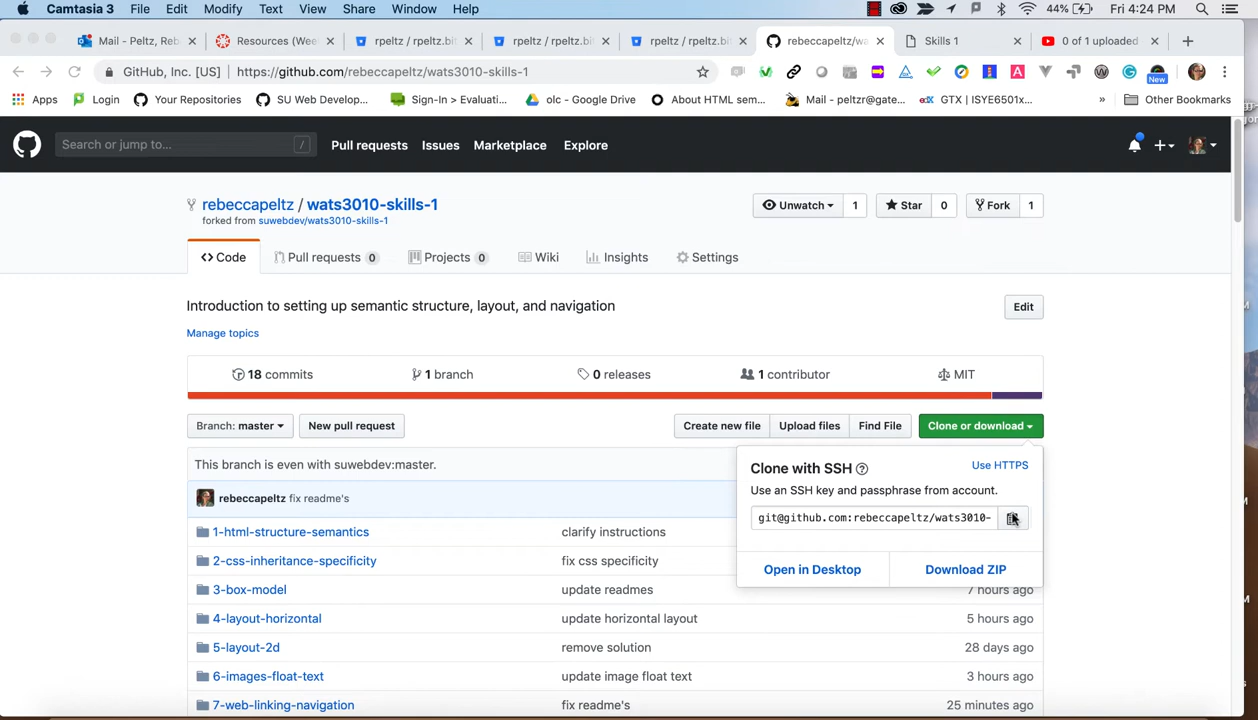 Camtasia 3 File Edit Modify Text View Share Window Help 44% Fri 4:24 PM
Mail - Peltz, Reb Resources (Wee rpeltz / rpeltz.bit rpeltz / rpeltz.bit rpeltz / rpeltz.bit rebeccapeltz/wa Skills 1 0 of 1 uploaded
GitHub, Inc. [US] https://github.com/rebeccapeltz/wats3010-skills-1 New
Apps Login Your Repositories SU Web Develop... Sign-In > Evaluati... olc - Google Drive About HTML sem... Mail - peltzr@gate... edX GTX | ISYE6501x... » Other Bookmarks
Search or jump to... / Pull requests Issues Marketplace Explore
rebeccapeltz / wats3010-skills-1 Unwatch 1 Star 0 Fork 1
forked from suwebdev/wats3010-skills-1
Code Pull requests 0 Projects 0 Wiki Insights Settings
Introduction to setting up semantic structure, layout, and navigation Edit
Manage topics
18 commits 1 branch 0 releases 1 contributor MIT
Branch: master New pull request Create new file Upload files Find File Clone or download
This branch is even with suwebdev:master.
Clone with SSH ? Use HTTPS
Use an SSH key and passphrase from account.
rebeccapeltz fix readme's
git@github.com:rebeccapeltz/wats3010-
1-html-structure-semantics clarify instructions
2-css-inheritance-specificity fix css specificity
Open in Desktop Download ZIP
3-box-model update readmes 7 hours ago
4-layout-horizontal update horizontal layout 5 hours ago
5-layout-2d remove solution 28 days ago
6-images-float-text update image float text 3 hours ago
7-web-linking-navigation fix readme's 25 minutes ago